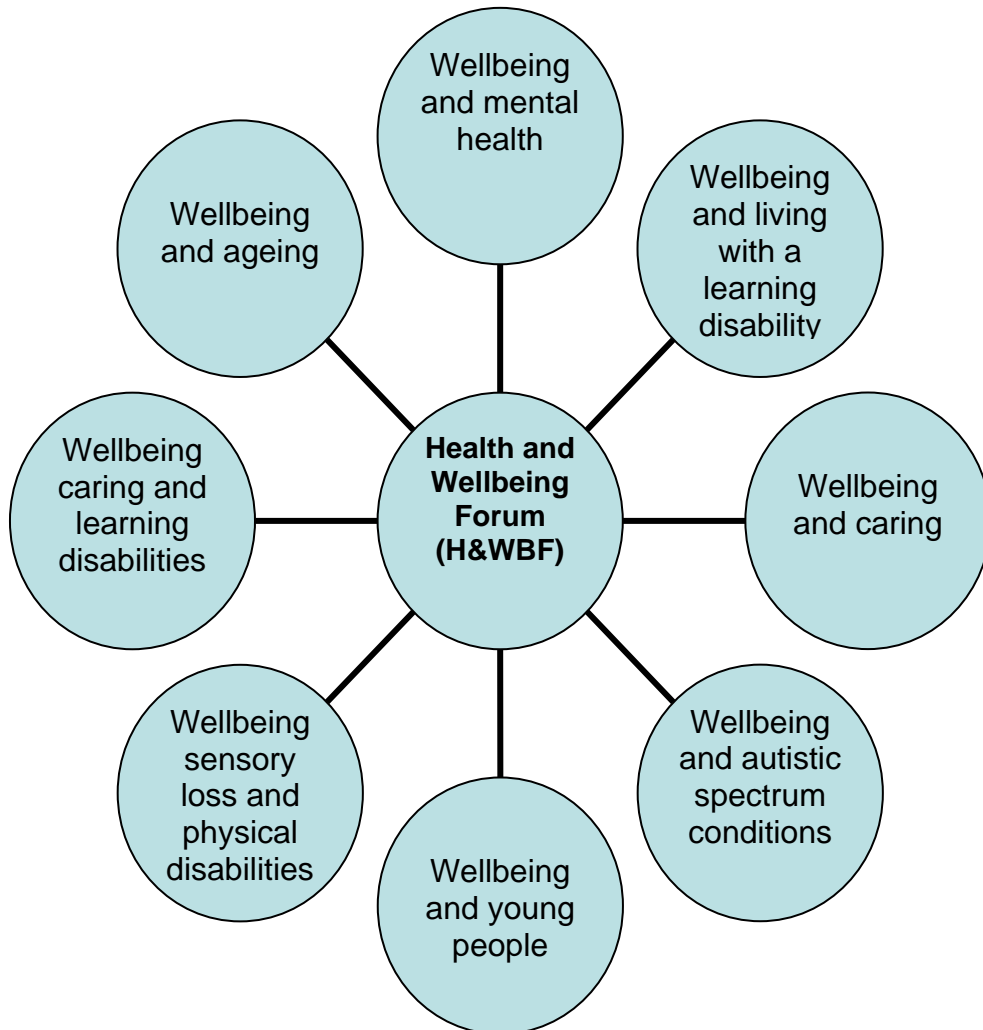 Wellbeing
and mental
health
Wellbeing
and living
with a
learning
disability
Wellbeing
and ageing
Health and
Wellbeing
Forum
(H&WBF)
Wellbeing
caring and
learning
disabilities
Wellbeing
and caring
Wellbeing
sensory
loss and
physical
disabilities
Wellbeing
and autistic
spectrum
conditions
Wellbeing
and young
people